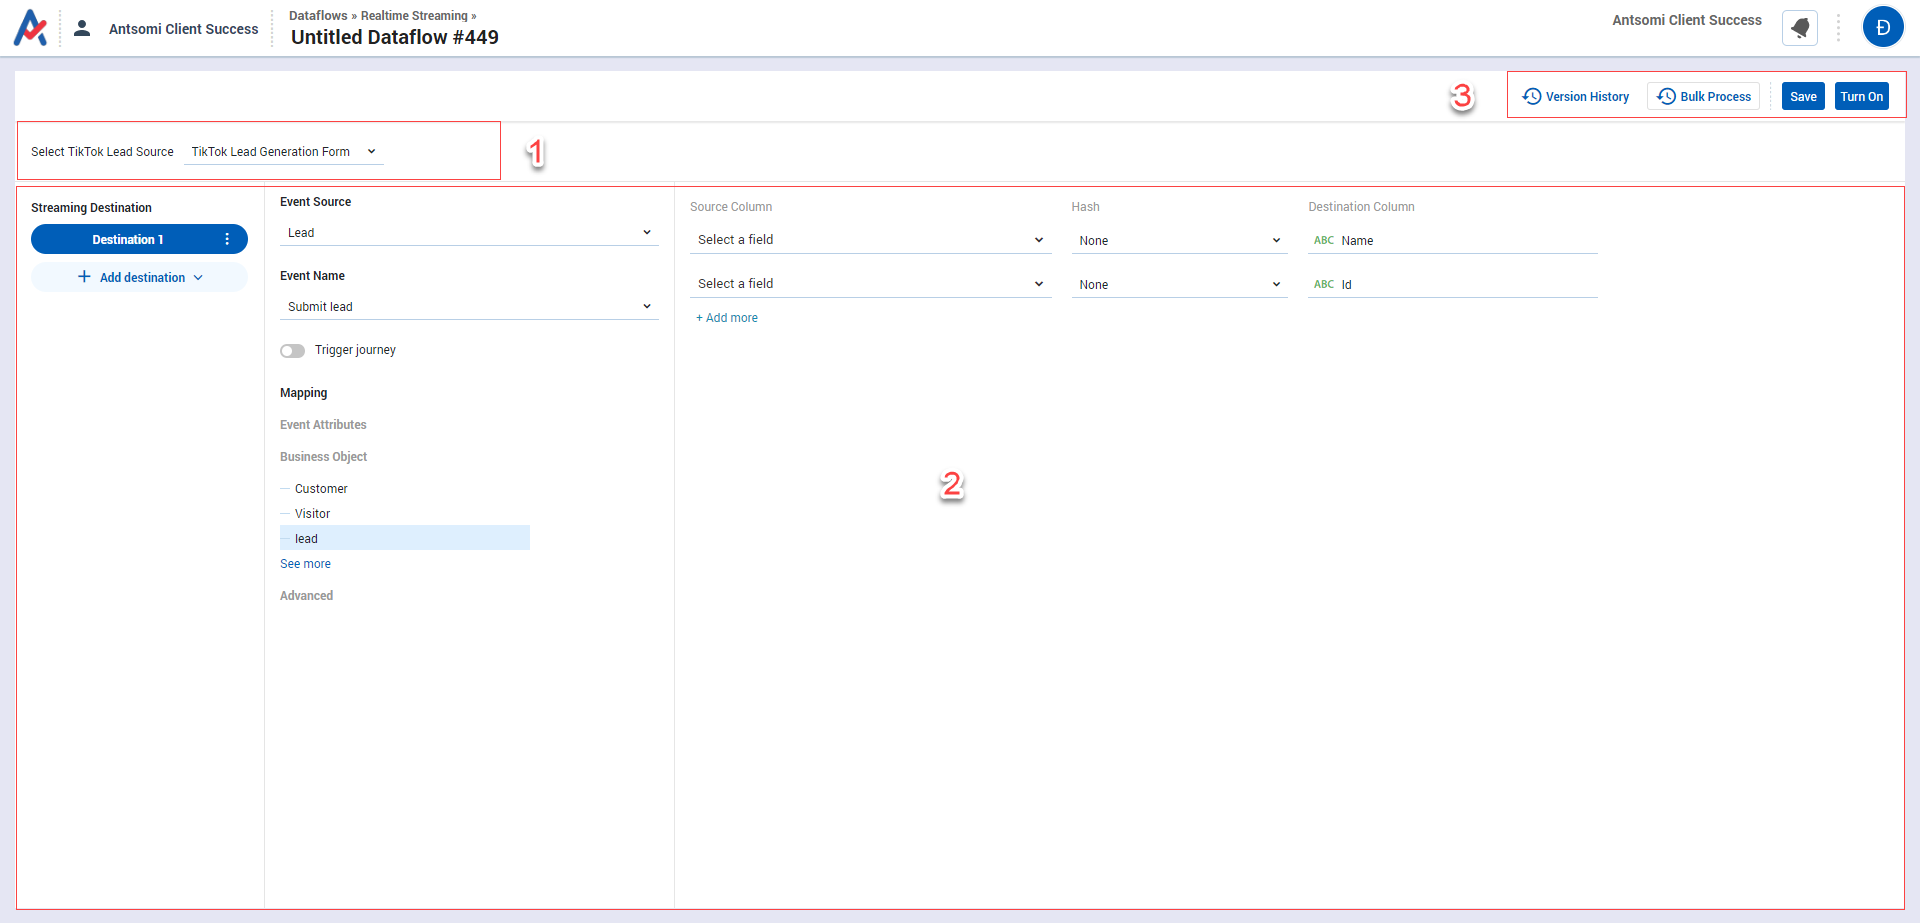 Antsomi Client Success
Dataflows » Realtime Streaming »
Untitled Dataflow #449
Antsomi Client Success
Đ
3
Version History
Bulk Process
Save
Turn On
Select TikTok Lead Source
TikTok Lead Generation Form
1
Streaming Destination
Destination 1
+ Add destination
Event Source
Lead
Event Name
Submit lead
Trigger journey
Mapping
Event Attributes
Business Object
Customer
Visitor
lead
See more
Advanced
Source Column Hash Destination Column
Select a field None ABC Name
Select a field None ABC Id
+ Add more
2